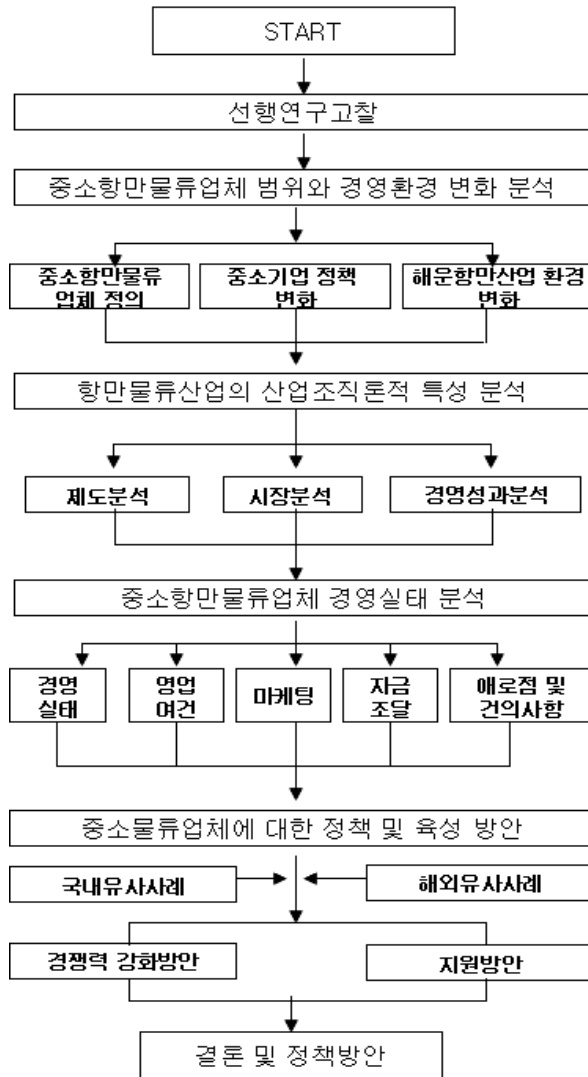 START
선행연구고찰
중소항만물류업체 범위와 경영환경 변화 분석
중소항만물류
업체 정의
중소기업 정책
변화
해운항만산업 환경
변화
항만물류산업의 산업조직론적 특성 분석
제도분석
시장분석
경영성과분석
중소항만물류업체 경영실태 분석
경영
실태
영업
여건
마케팅
자금
조달
애로점 및
건의사항
중소물류업체에 대한 정책 및 육성 방안
국내유사사례
해외유사사례
경쟁력 강화방안
지원방안
결론 및 정책방안